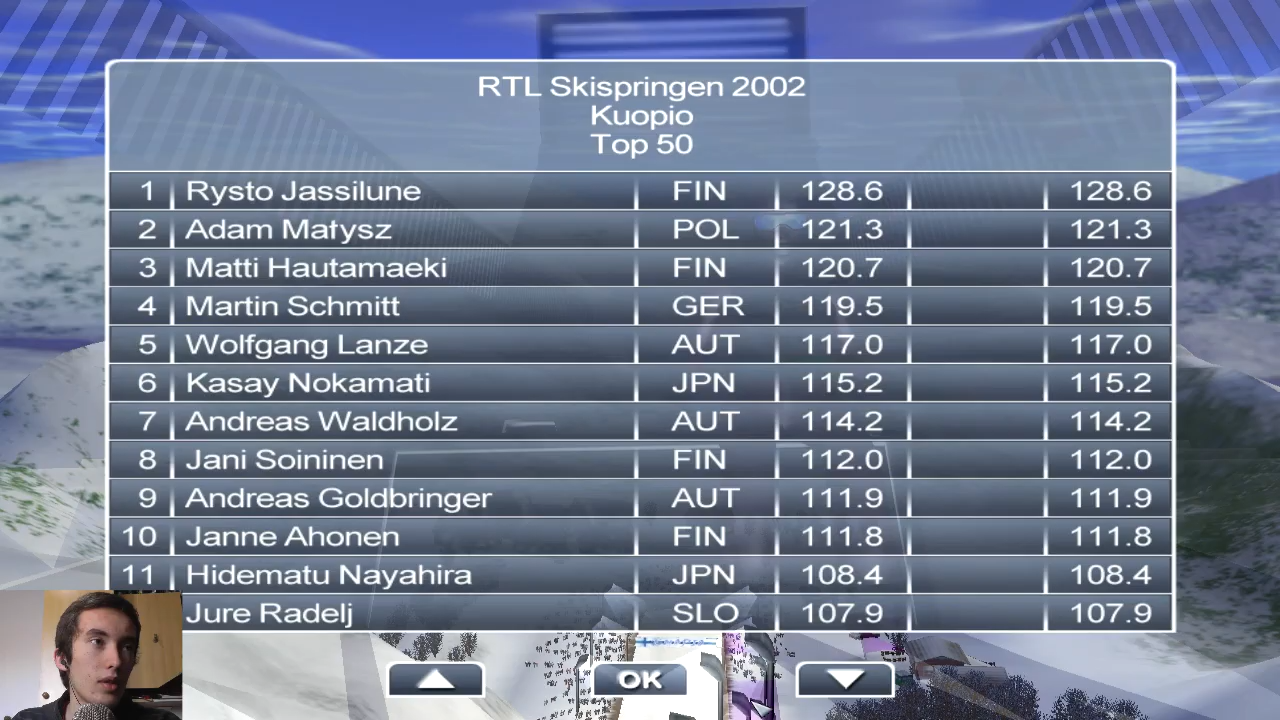 RTL Skispringen 2002
Kuopio
Top 50
1 Rysto Jassilune FIN 128.6 128.6
2 Adam Małysz POL 121.3 121.3
3 Matti Hautamaeki FIN 120.7 120.7
4 Martin Schmitt GER 119.5 119.5
5 Wolfgang Lanze AUT 117.0 117.0
6 Kasay Nokamati JPN 115.2 115.2
7 Andreas Waldholz AUT 114.2 114.2
8 Jani Soininen FIN 112.0 112.0
9 Andreas Goldbringer AUT 111.9 111.9
10 Janne Ahonen FIN 111.8 111.8
11 Hidematu Nayahira JPN 108.4 108.4
Jure Radelj SLO 107.9 107.9
OK